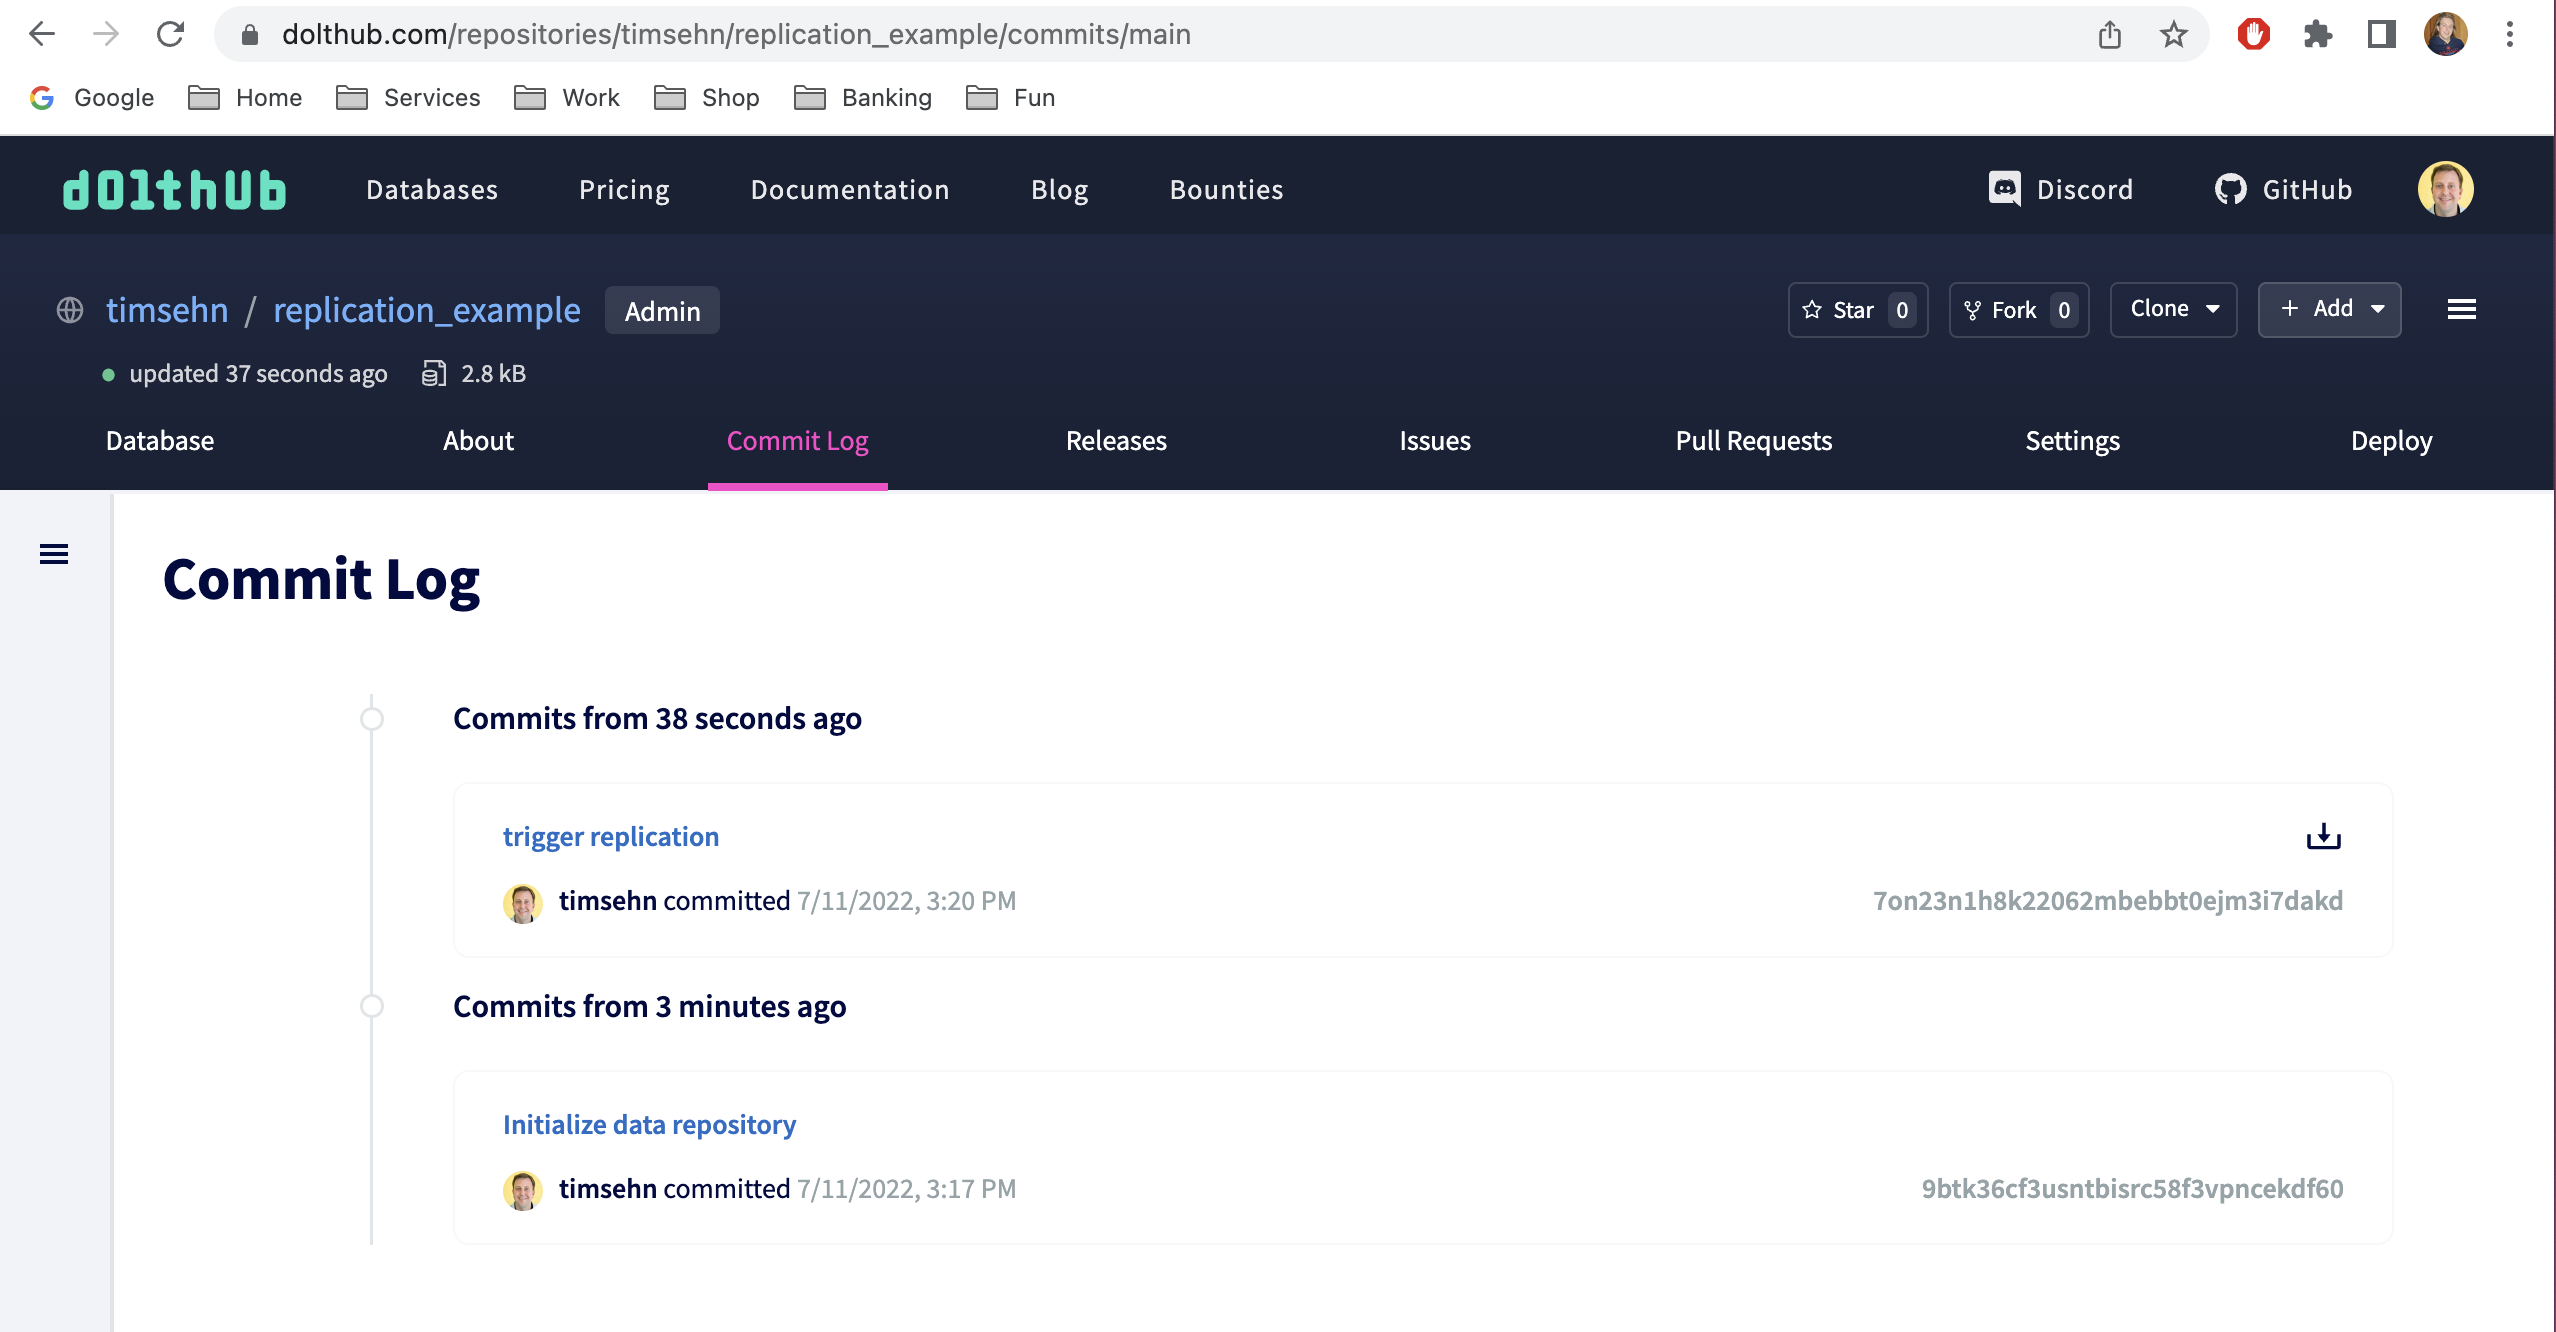 dolthub.com/repositories/timsehn/replication_example/commits/main
Google Home Services Work Shop Banking Fun
dolthub Databases Pricing Documentation Blog Bounties Discord GitHub
timsehn / replication_example Admin Star 0 Fork 0 Clone + Add
updated 37 seconds ago 2.8 kB
Database About Commit Log Releases Issues Pull Requests Settings Deploy
Commit Log
Commits from 38 seconds ago
trigger replication
timsehn committed 7/11/2022, 3:20 PM 7on23n1h8k22062mbebbt0ejm3i7dakd
Commits from 3 minutes ago
Initialize data repository
timsehn committed 7/11/2022, 3:17 PM 9btk36cf3usntbisrc58f3vpncekdf60